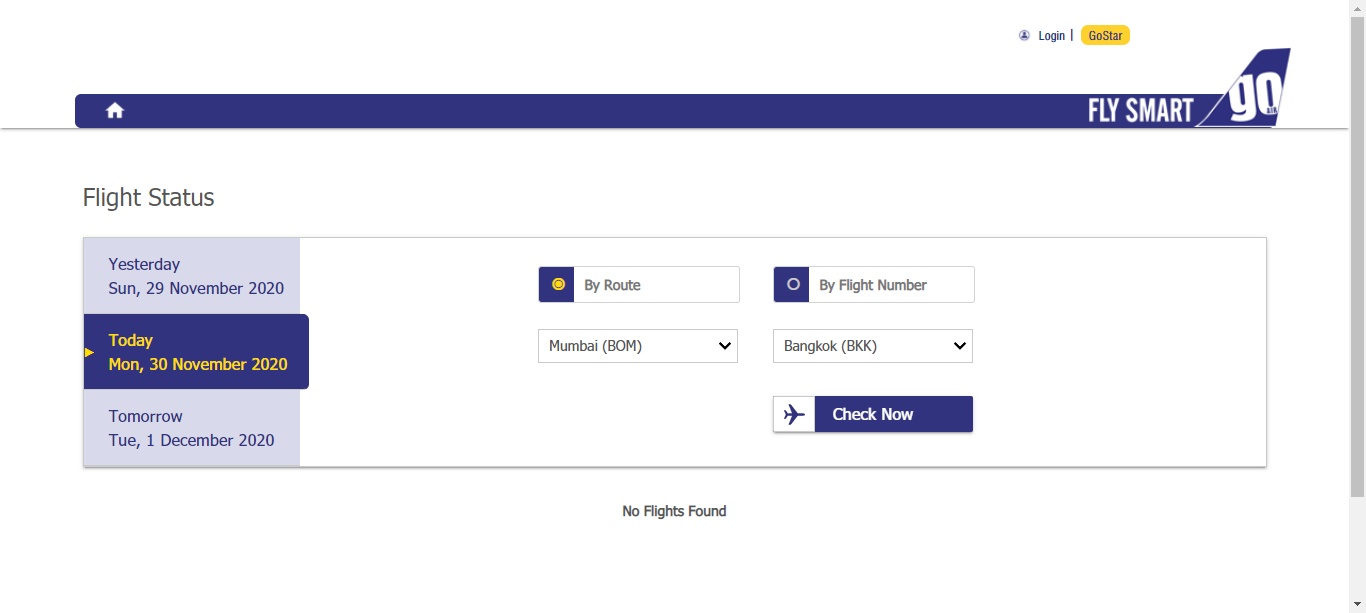 Login | GoStar
FLY SMART
go
AIR
Flight Status
Yesterday
Sun, 29 November 2020
Today
Mon, 30 November 2020
Tomorrow
Tue, 1 December 2020
By Route
By Flight Number
Mumbai (BOM)
Bangkok (BKK)
Check Now
No Flights Found